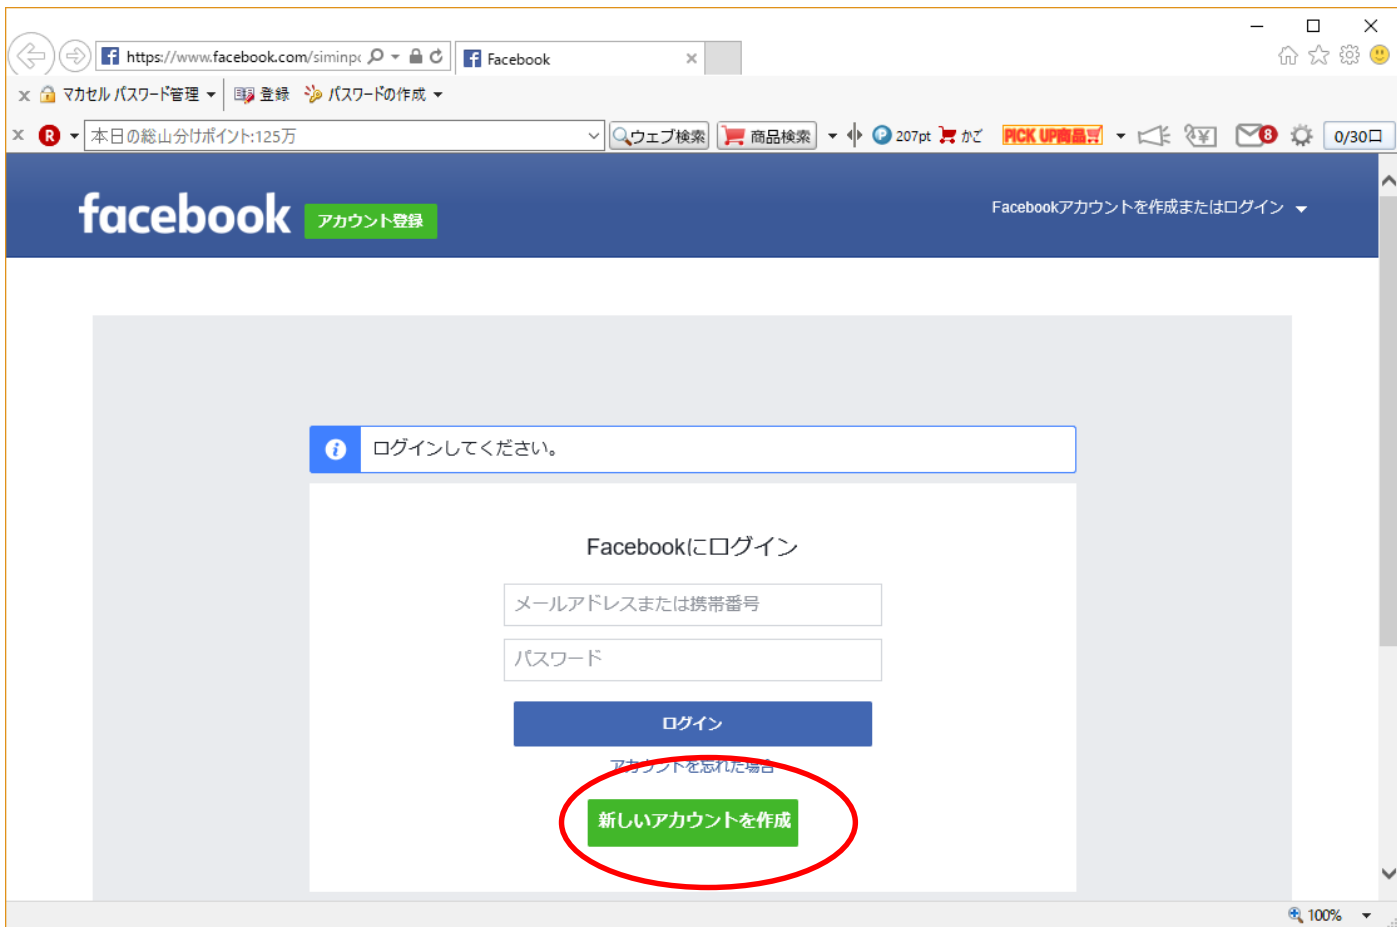 https://www.facebook.com/siminpc
Facebook
マカセル パスワード管理 登録 パスワードの作成
R 本日の総山分けポイント:125万 ウェブ検索 商品検索 P 207pt かご PICK UP商品 8 0/30口
facebook アカウント登録 Facebookアカウントを作成またはログイン
ログインしてください。
Facebookにログイン
メールアドレスまたは携帯番号
パスワード
ログイン
アカウントを忘れた場合
新しいアカウントを作成
100%